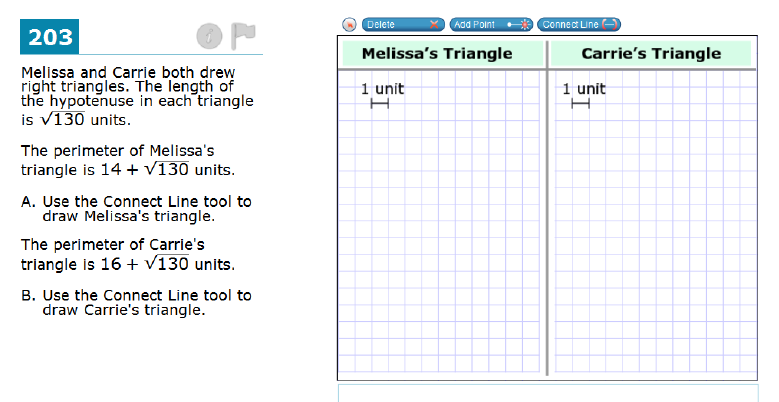 203
Melissa and Carrie both drew
right triangles. The length of
the hypotenuse in each triangle
is √130 units.
The perimeter of Melissa's
triangle is 14 + √130 units.
A. Use the Connect Line tool to
draw Melissa's triangle.
The perimeter of Carrie's
triangle is 16 + √130 units.
B. Use the Connect Line tool to
draw Carrie's triangle.
Delete
Add Point
Connect Line
Melissa's Triangle
Carrie's Triangle
1 unit
1 unit